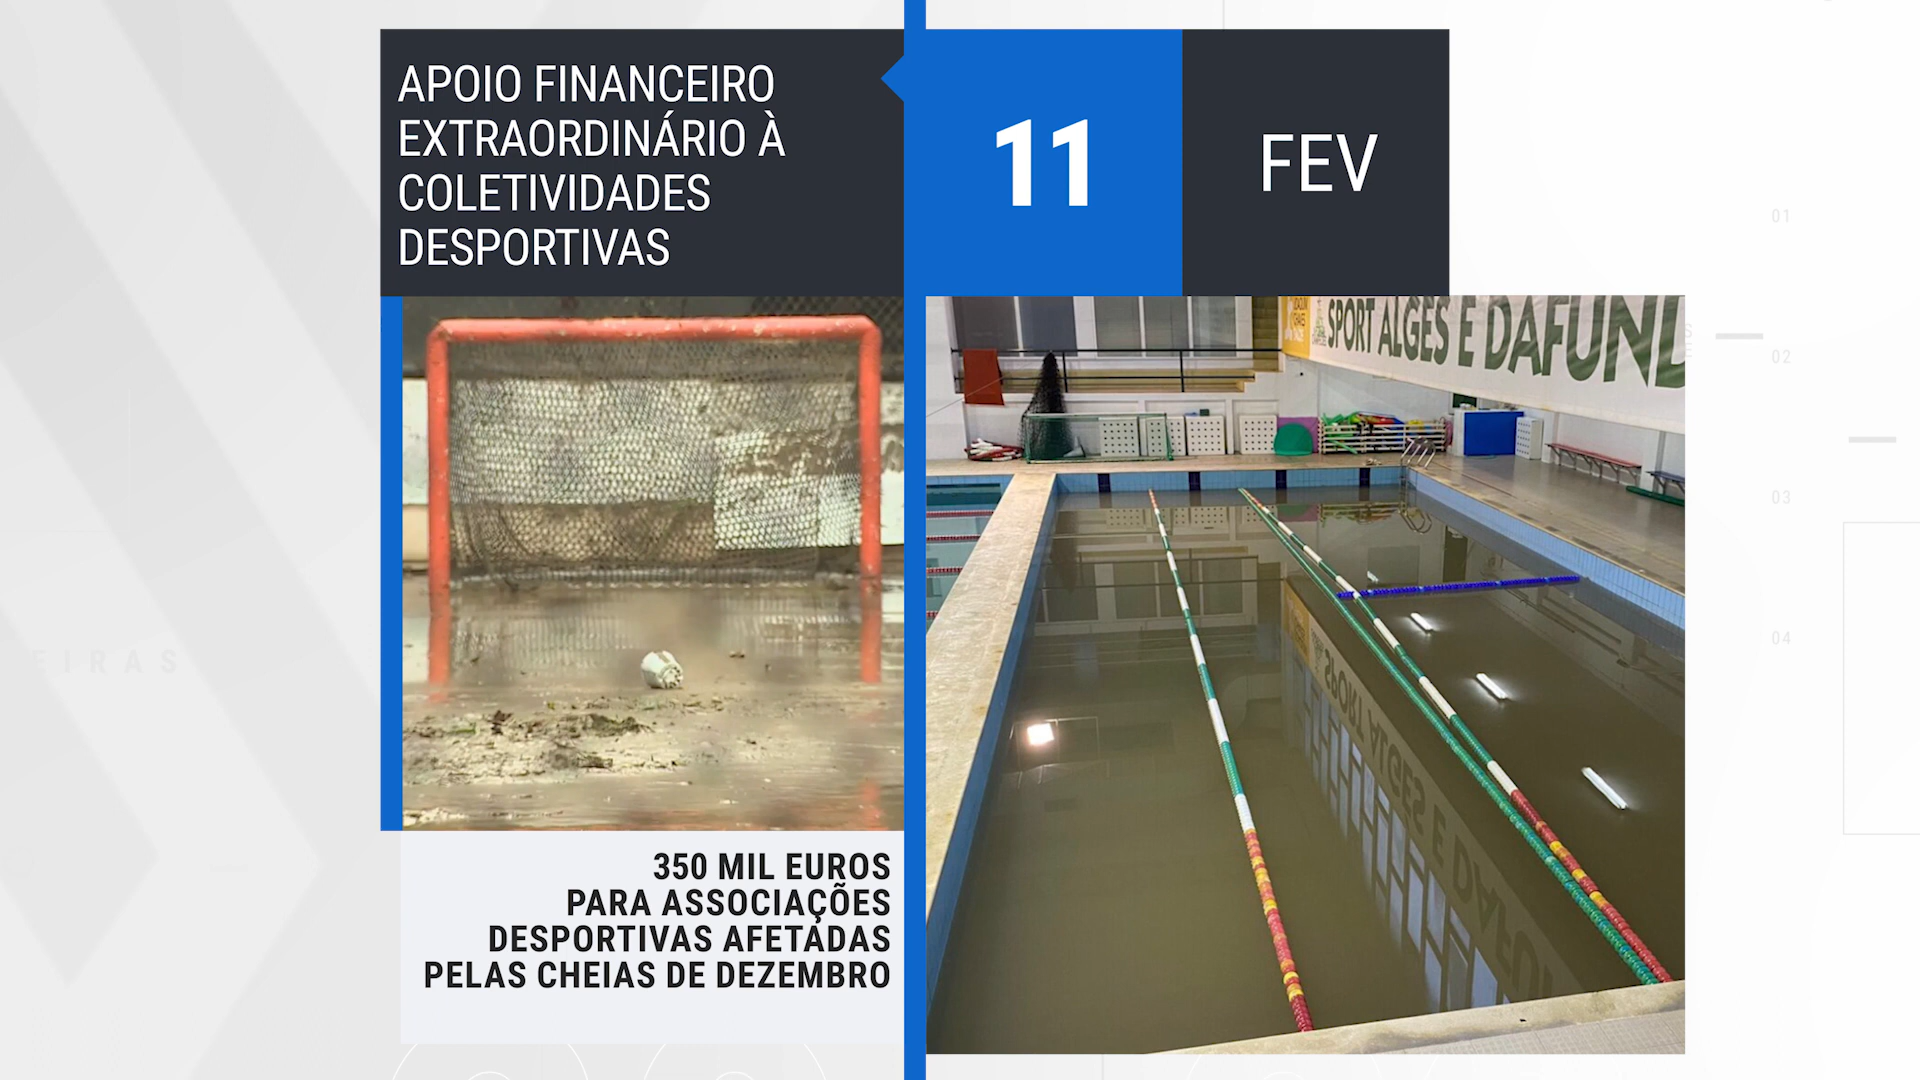 APOIO FINANCEIRO
EXTRAORDINÁRIO À
COLETIVIDADES
DESPORTIVAS
11
FEV
SPORT ALGÉS E DAFUND
01
02
03
04
EIRAS
350 MIL EUROS
PARA ASSOCIAÇÕES
DESPORTIVAS AFETADAS
PELAS CHEIAS DE DEZEMBRO